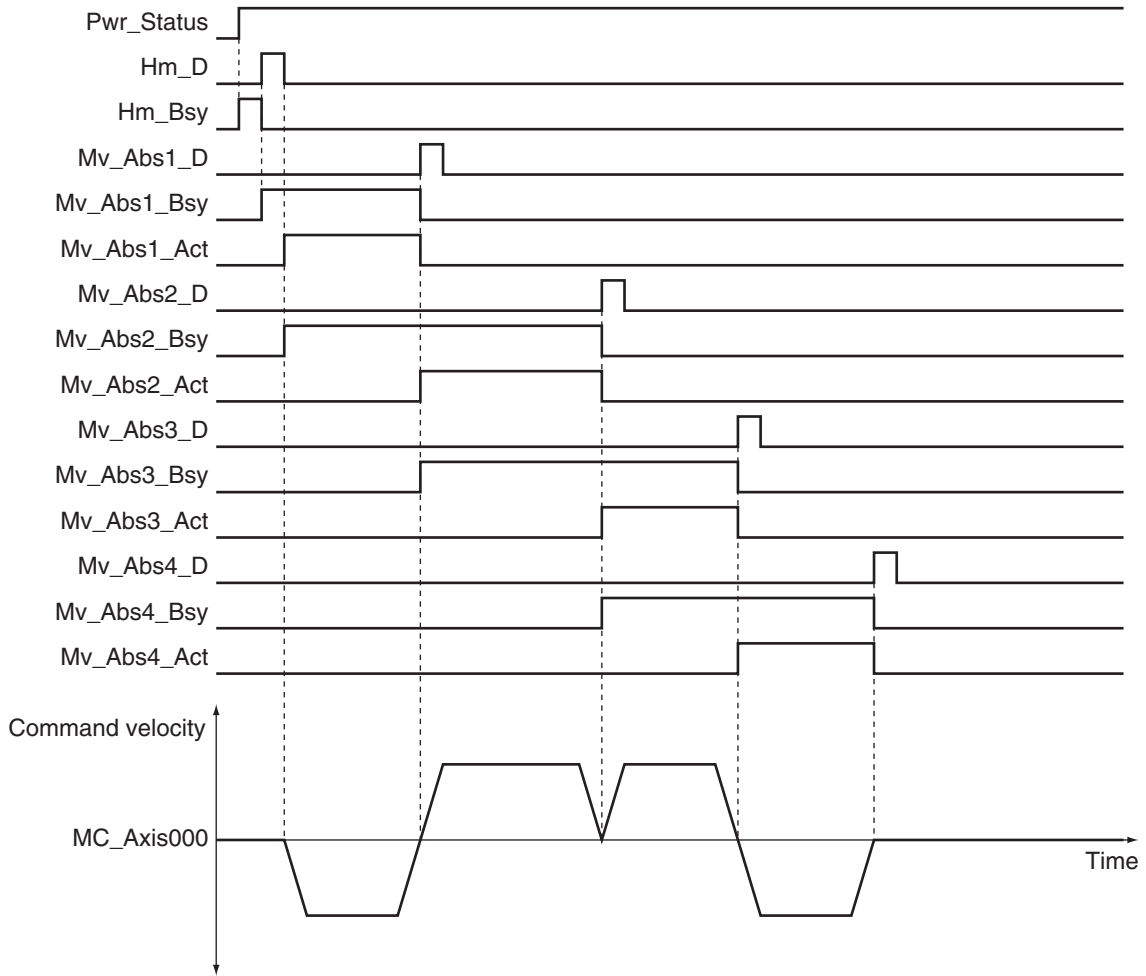 Pwr_Status
Hm_D
Hm_Bsy
Mv_Abs1_D
Mv_Abs1_Bsy
Mv_Abs1_Act
Mv_Abs2_D
Mv_Abs2_Bsy
Mv_Abs2_Act
Mv_Abs3_D
Mv_Abs3_Bsy
Mv_Abs3_Act
Mv_Abs4_D
Mv_Abs4_Bsy
Mv_Abs4_Act
Command velocity
MC_Axis000
Time